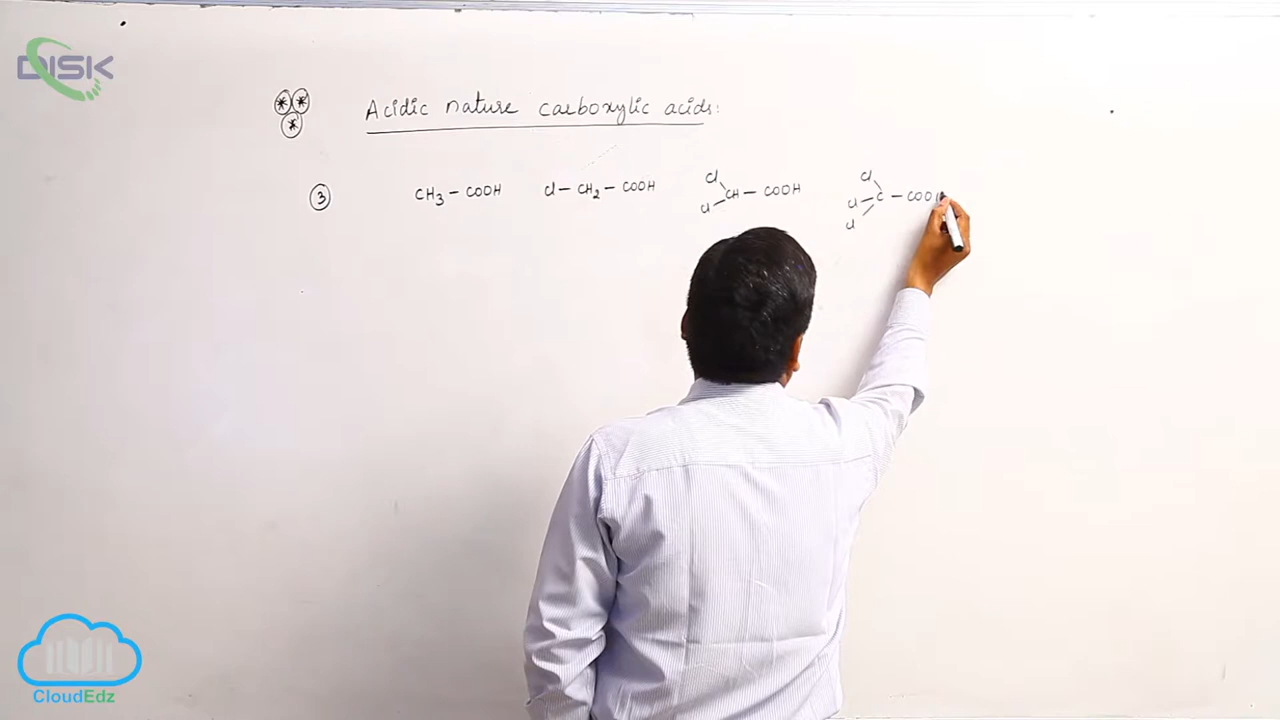 DISK
Acidic nature carboxylic acids:
③ CH₃ — COOH Cl — CH₂ — COOH Cl Cl CH — COOH Cl Cl Cl C — COO
CloudEdz